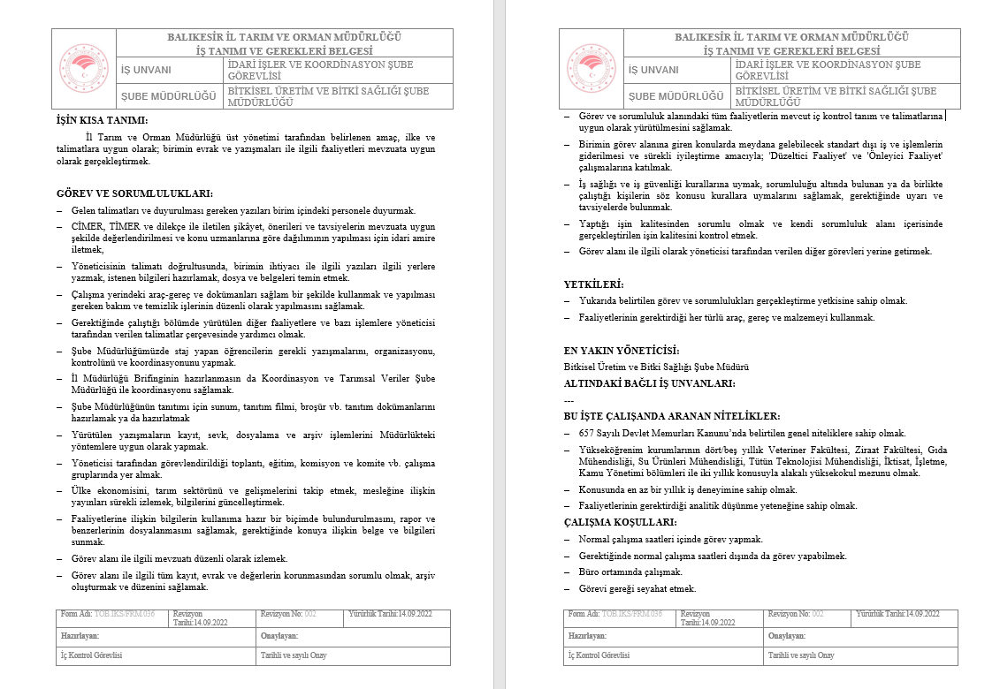 BALIKESİR İL TARIM VE ORMAN MÜDÜRLÜĞÜ
İŞ TANIMI VE GEREKLERİ BELGESİ
İŞ UNVANI
İDARİ İŞLER VE KOORDİNASYON ŞUBE
GÖREVLİSİ
ŞUBE MÜDÜRLÜĞÜ
BİTKİSEL ÜRETİM VE BİTKİ SAĞLIĞI ŞUBE
MÜDÜRLÜĞÜ
İŞİN KISA TANIMI:
İl Tarım ve Orman Müdürlüğü üst yönetimi tarafından belirlenen amaç, ilke ve
talimatlara uygun olarak; birimin evrak ve yazışmaları ile ilgili faaliyetleri mevzuata uygun
olarak gerçekleştirmek.
GÖREV VE SORUMLULUKLARI:
– Gelen talimatları ve duyurulması gereken yazıları birim içindeki personele duyurmak.
– CİMER, TİMER ve dilekçe ile iletilen şikâyet, önerileri ve tavsiyelerin mevzuata uygun
şekilde değerlendirilmesi ve konu uzmanlarına göre dağılımının yapılması için idari amire
iletmek,
– Yöneticisinin talimatı doğrultusunda, birimin ihtiyacı ile ilgili yazıları ilgili yerlere
yazmak, istenen bilgileri hazırlamak, dosya ve belgeleri temin etmek.
– Çalışma yerindeki araç-gereç ve dokümanları sağlam bir şekilde kullanmak ve yapılması
gereken bakım ve temizlik işlerinin düzenli olarak yapılmasını sağlamak.
– Gerektiğinde çalıştığı bölümde yürütülen diğer faaliyetlere ve bazı işlemlere yöneticisi
tarafından verilen talimatlar çerçevesinde yardımcı olmak.
– Şube Müdürlüğümüzde staj yapan öğrencilerin gerekli yazışmalarını, organizasyonu,
kontrolünü ve koordinasyonunu yapmak.
– İl Müdürlüğü Brifinginin hazırlanmasın da Koordinasyon ve Tarımsal Veriler Şube
Müdürlüğü ile koordinasyonu sağlamak.
– Şube Müdürlüğünün tanıtımı için sunum, tanıtım filmi, broşür vb. tanıtım dokümanlarını
hazırlamak ya da hazırlatmak
– Yürütülen yazışmaların kayıt, sevk, dosyalama ve arşiv işlemlerini Müdürlükteki
yöntemlere uygun olarak yapmak.
– Yöneticisi tarafından görevlendirildiği toplantı, eğitim, komisyon ve komite vb. çalışma
gruplarında yer almak.
– Ülke ekonomisini, tarım sektörünü ve gelişmelerini takip etmek, mesleğine ilişkin
yayınları sürekli izlemek, bilgilerini güncelleştirmek.
– Faaliyetlerine ilişkin bilgilerin kullanıma hazır bir biçimde bulundurulmasını, rapor ve
benzerlerinin dosyalanmasını sağlamak, gerektiğinde konuya ilişkin belge ve bilgileri
sunmak.
– Görev alanı ile ilgili mevzuatı düzenli olarak izlemek.
– Görev alanı ile ilgili tüm kayıt, evrak ve değerlerin korunmasından sorumlu olmak, arşiv
oluşturmak ve düzenini sağlamak.
Form Adı: TOB.IKS/FRM.036
Revizyon
Tarihi:14.09.2022
Revizyon No: 002
Yürürlük Tarihi:14.09.2022
Hazırlayan:
Onaylayan:
İç Kontrol Görevlisi
Tarihli ve sayılı Onay
BALIKESİR İL TARIM VE ORMAN MÜDÜRLÜĞÜ
İŞ TANIMI VE GEREKLERİ BELGESİ
İŞ UNVANI
İDARİ İŞLER VE KOORDİNASYON ŞUBE
GÖREVLİSİ
ŞUBE MÜDÜRLÜĞÜ
BİTKİSEL ÜRETİM VE BİTKİ SAĞLIĞI ŞUBE
MÜDÜRLÜĞÜ
– Görev ve sorumluluk alanındaki tüm faaliyetlerin mevcut iç kontrol tanım ve talimatlarına
uygun olarak yürütülmesini sağlamak.
– Birimin görev alanına giren konularda meydana gelebilecek standart dışı iş ve işlemlerin
giderilmesi ve sürekli iyileştirme amacıyla; 'Düzeltici Faaliyet' ve 'Önleyici Faaliyet'
çalışmalarına katılmak.
– İş sağlığı ve iş güvenliği kurallarına uymak, sorumluluğu altında bulunan ya da birlikte
çalıştığı kişilerin söz konusu kurallara uymalarını sağlamak, gerektiğinde uyarı ve
tavsiyelerde bulunmak.
– Yaptığı işin kalitesinden sorumlu olmak ve kendi sorumluluk alanı içerisinde
gerçekleştirilen işin kalitesini kontrol etmek.
– Görev alanı ile ilgili olarak yöneticisi tarafından verilen diğer görevleri yerine getirmek.
YETKİLERİ:
– Yukarıda belirtilen görev ve sorumlulukları gerçekleştirme yetkisine sahip olmak.
– Faaliyetlerinin gerektirdiği her türlü araç, gereç ve malzemeyi kullanmak.
EN YAKIN YÖNETİCİSİ:
Bitkisel Üretim ve Bitki Sağlığı Şube Müdürü
ALTINDAKİ BAĞLI İŞ UNVANLARI:
---
BU İŞTE ÇALIŞANDA ARANAN NİTELİKLER:
– 657 Sayılı Devlet Memurları Kanunu’nda belirtilen genel niteliklere sahip olmak.
– Yükseköğrenim kurumlarının dört/beş yıllık Veteriner Fakültesi, Ziraat Fakültesi, Gıda
Mühendisliği, Su Ürünleri Mühendisliği, Tütün Teknolojisi Mühendisliği, İktisat, İşletme,
Kamu Yönetimi bölümleri ile iki yıllık konusuyla alakalı yüksekokul mezunu olmak.
– Konusunda en az bir yıllık iş deneyimine sahip olmak.
– Faaliyetlerinin gerektirdiği analitik düşünme yeteneğine sahip olmak.
ÇALIŞMA KOŞULLARI:
– Normal çalışma saatleri içinde görev yapmak.
– Gerektiğinde normal çalışma saatleri dışında da görev yapabilmek.
– Büro ortamında çalışmak.
– Görevi gereği seyahat etmek.
Form Adı: TOB.IKS/FRM.036
Revizyon
Tarihi:14.09.2022
Revizyon No: 002
Yürürlük Tarihi:14.09.2022
Hazırlayan:
Onaylayan:
İç Kontrol Görevlisi
Tarihli ve sayılı Onay